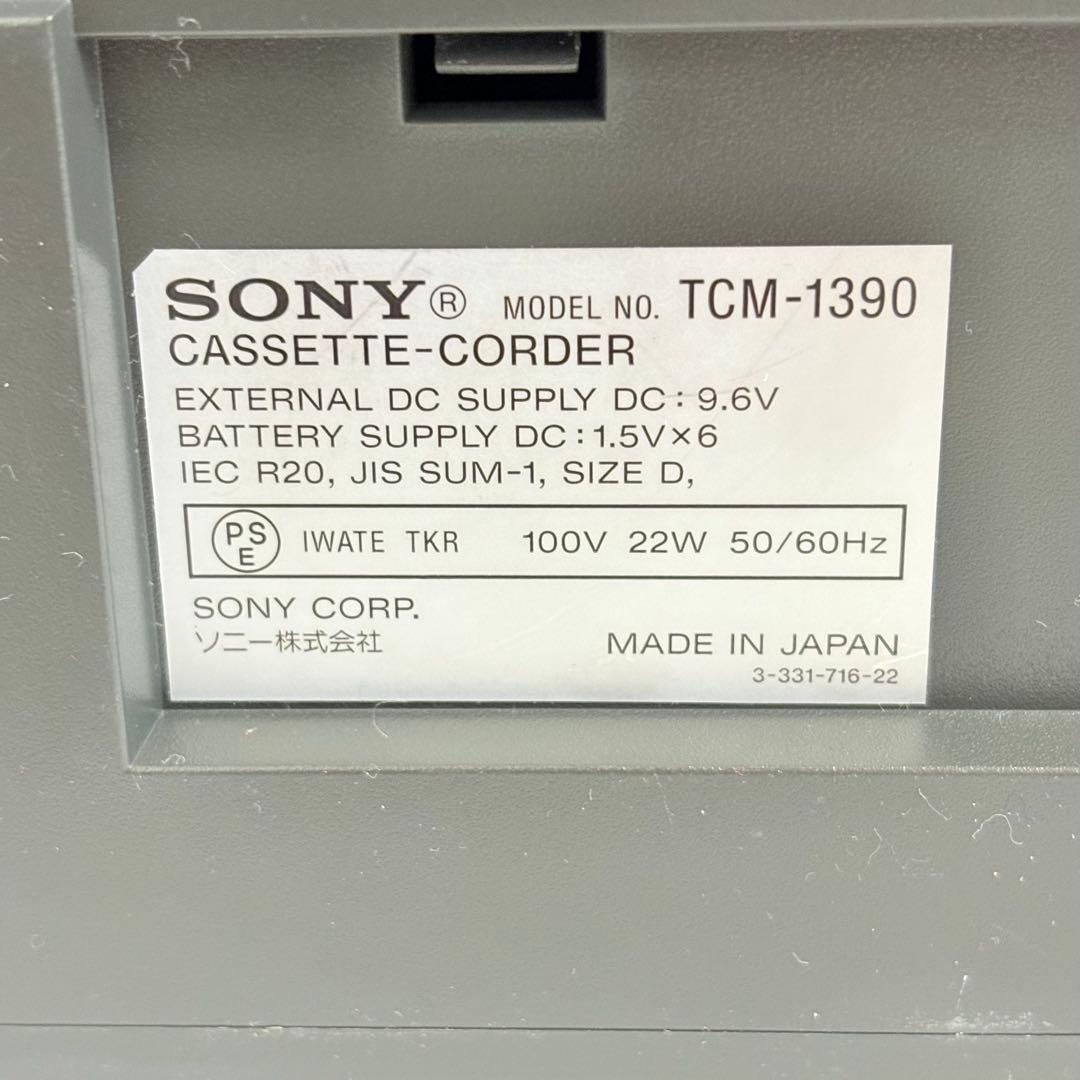 SONY® MODEL NO. TCM-1390
CASSETTE-CORDER
EXTERNAL DC SUPPLY DC:9.6V
BATTERY SUPPLY DC:1.5V×6
IEC R20, JIS SUM-1, SIZE D,
PSE IWATE TKR 100V 22W 50/60Hz
SONY CORP.
ソニー株式会社
MADE IN JAPAN
3-331-716-22